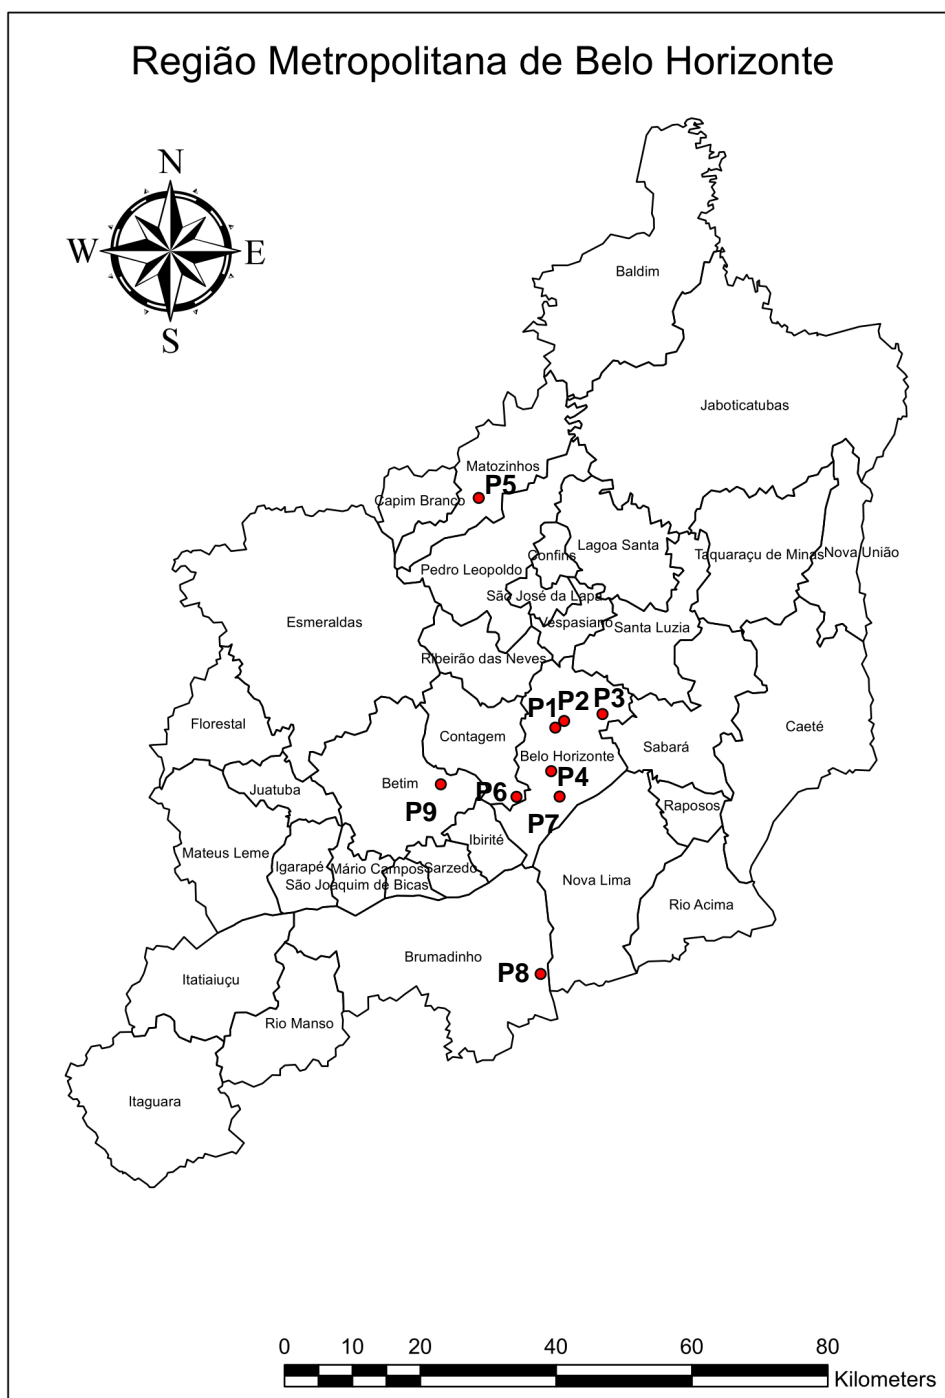 Região Metropolitana de Belo Horizonte
N
W
E
S
Baldim
Jaboticatubas
Matozinhos
P5
Capim Branco
Lagoa Santa
Confins
Taquaraçu de Minas
Nova União
Pedro Leopoldo
São José da Lapa
Esmeraldas
Vespasiano
Santa Luzia
Ribeirão das Neves
P1
P2
P3
Florestal
Contagem
Caeté
Sabará
Belo Horizonte
Betim
P4
Juatuba
P6
P9
P7
Raposos
Ibirité
Mateus Leme
Igarapé
Mário Campos
Sarzedo
São Joaquim de Bicas
Nova Lima
Rio Acima
Brumadinho
P8
Itatiaiuçu
Rio Manso
Itaguara
0 10 20 40 60 80
Kilometers